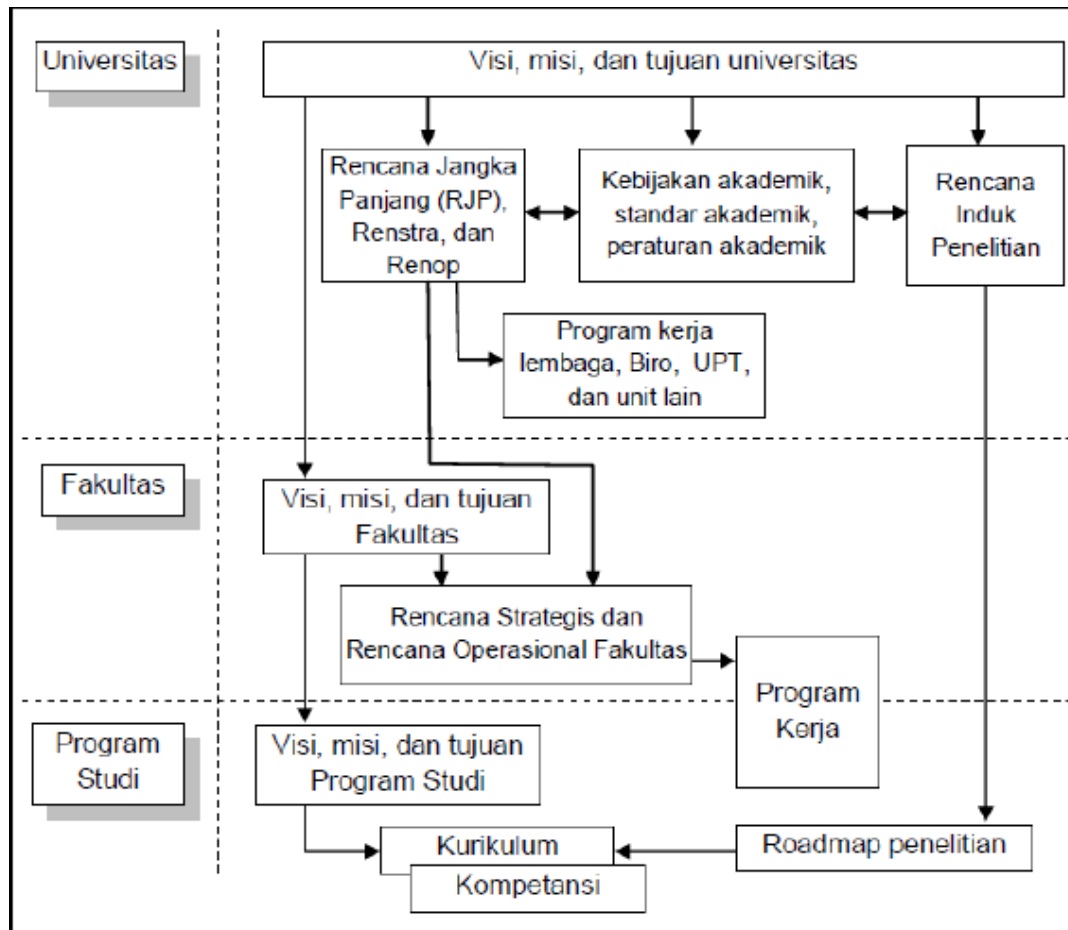 Universitas
Visi, misi, dan tujuan universitas
Rencana Jangka
Panjang (RJP),
Renstra, dan
Renop
Kebijakan akademik,
standar akademik,
peraturan akademik
Rencana
Induk
Penelitian
Program kerja
lembaga, Biro, UPT,
dan unit lain
Fakultas
Visi, misi, dan tujuan
Fakultas
Rencana Strategis dan
Rencana Operasional Fakultas
Program
Kerja
Program
Studi
Visi, misi, dan tujuan
Program Studi
Kurikulum
Kompetansi
Roadmap penelitian